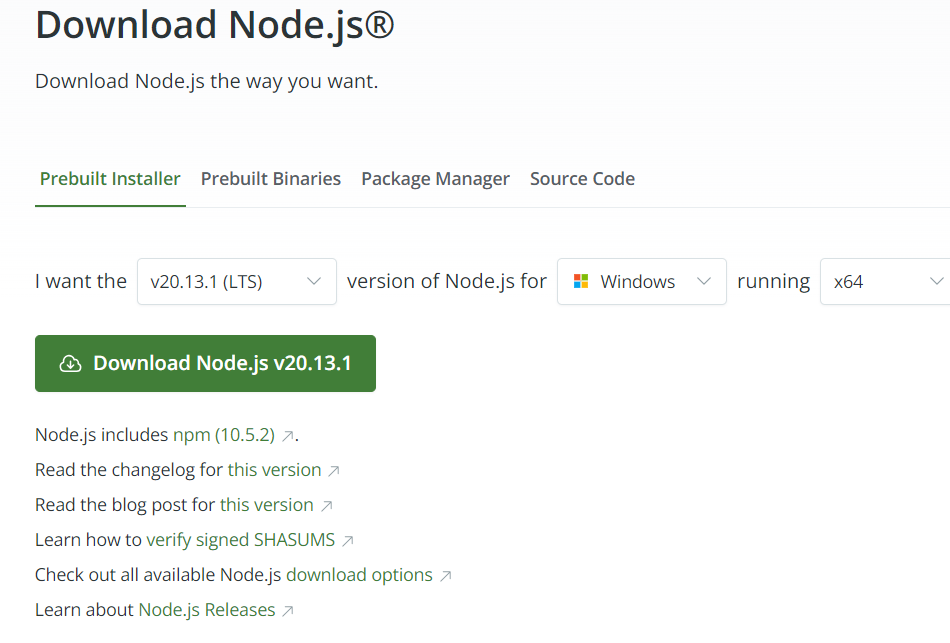 Download Node.js®
Download Node.js the way you want.
Prebuilt Installer Prebuilt Binaries Package Manager Source Code
I want the v20.13.1 (LTS) version of Node.js for Windows running x64
Download Node.js v20.13.1
Node.js includes npm (10.5.2) ↗.
Read the changelog for this version ↗
Read the blog post for this version ↗
Learn how to verify signed SHASUMS ↗
Check out all available Node.js download options ↗
Learn about Node.js Releases ↗